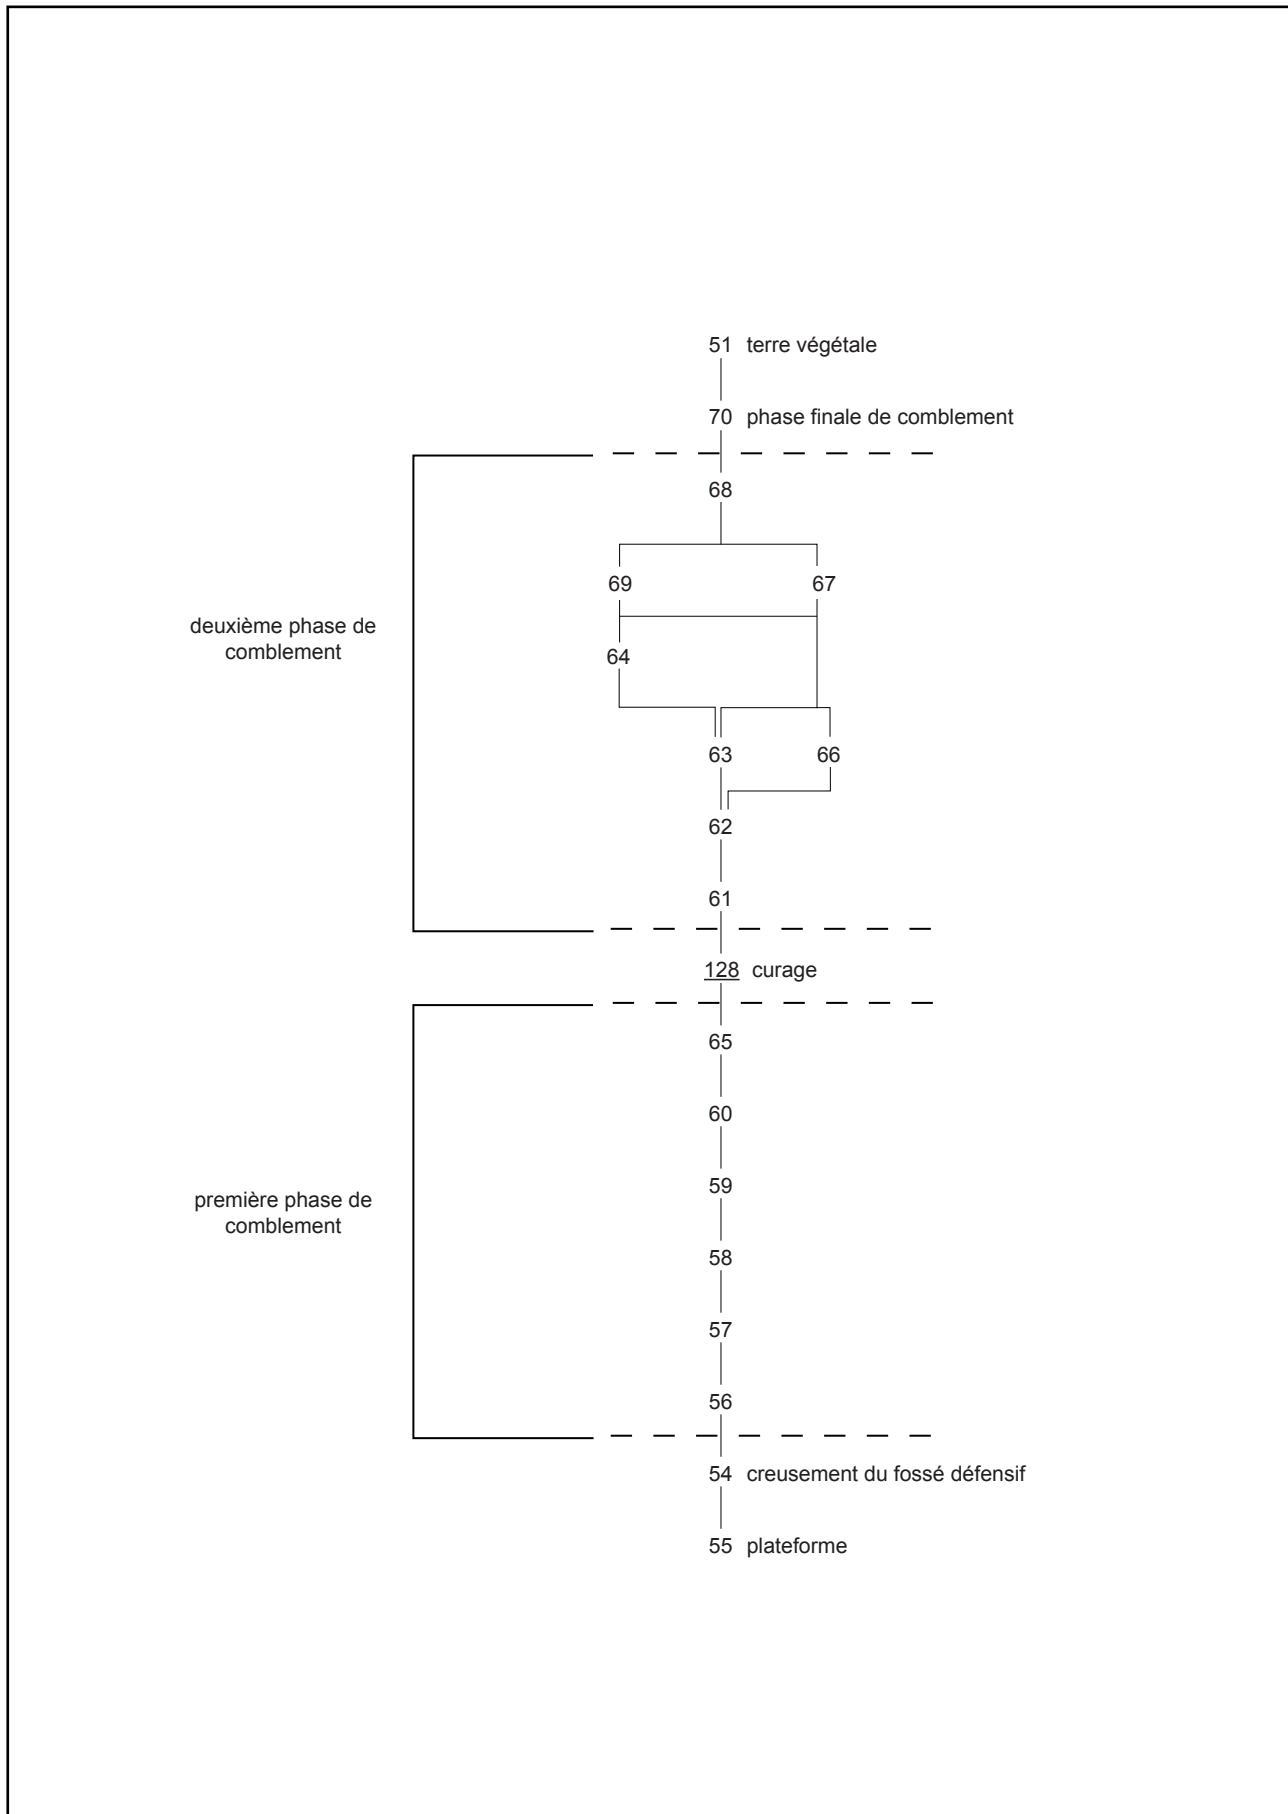 51 terre végétale
70 phase finale de comblement
68
69 67
deuxième phase de
comblement
64
63 66
62
61
128 curage
65
60
59
première phase de
comblement
58
57
56
54 creusement du fossé défensif
55 plateforme